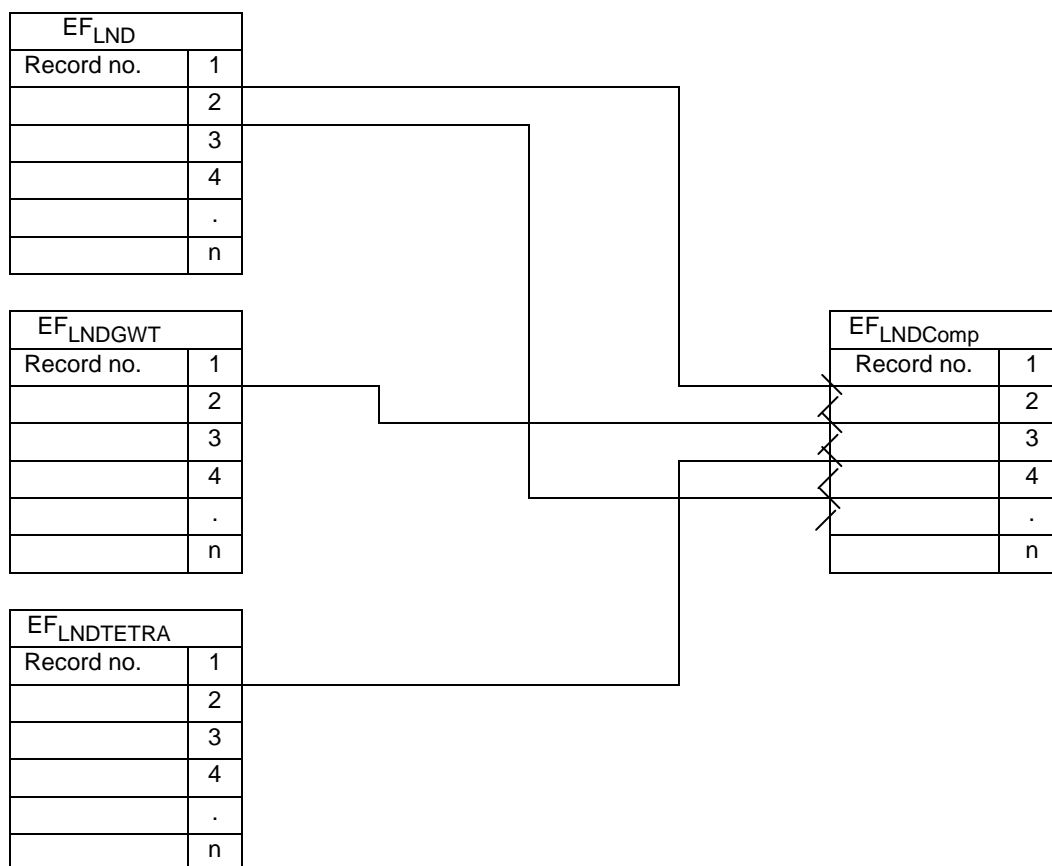 EFLND
Record no. 1
2
3
4
.
n
EFLNDGWT
Record no. 1
2
3
4
.
n
EFLNDComp
Record no. 1
2
3
4
.
n
EFLNDTETRA
Record no. 1
2
3
4
.
n